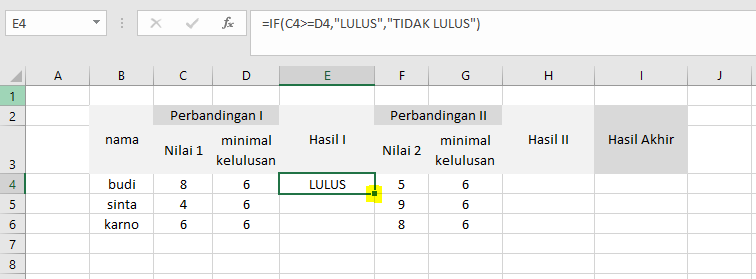 E4 fx =IF(C4>=D4,"LULUS","TIDAK LULUS")
A B C D E F G H I J
1
2 Perbandingan I Perbandingan II
nama Hasil I Hasil II Hasil Akhir
3 Nilai 1 minimal kelulusan Nilai 2 minimal kelulusan
4 budi 8 6 LULUS 5 6
5 sinta 4 6 9 6
6 karno 6 6 8 6
7
8